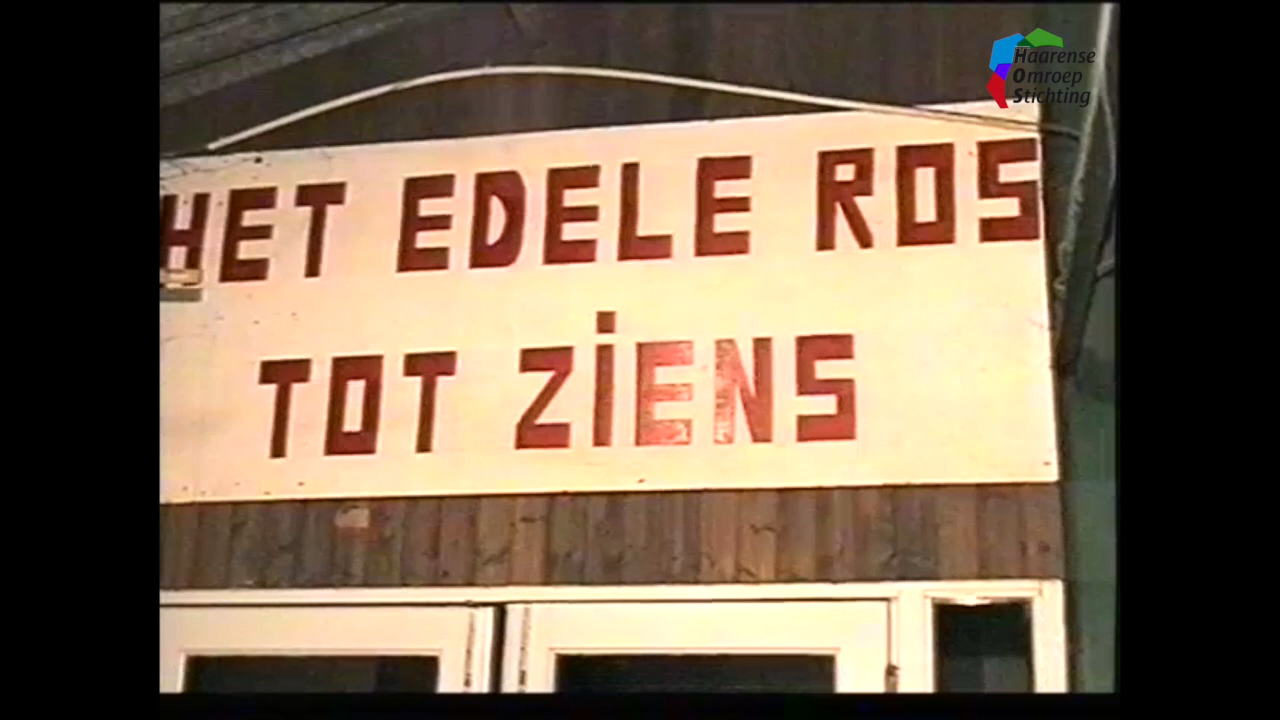 Haarense
Omroep
Stichting
HET EDELE ROS
TOT ZiENS